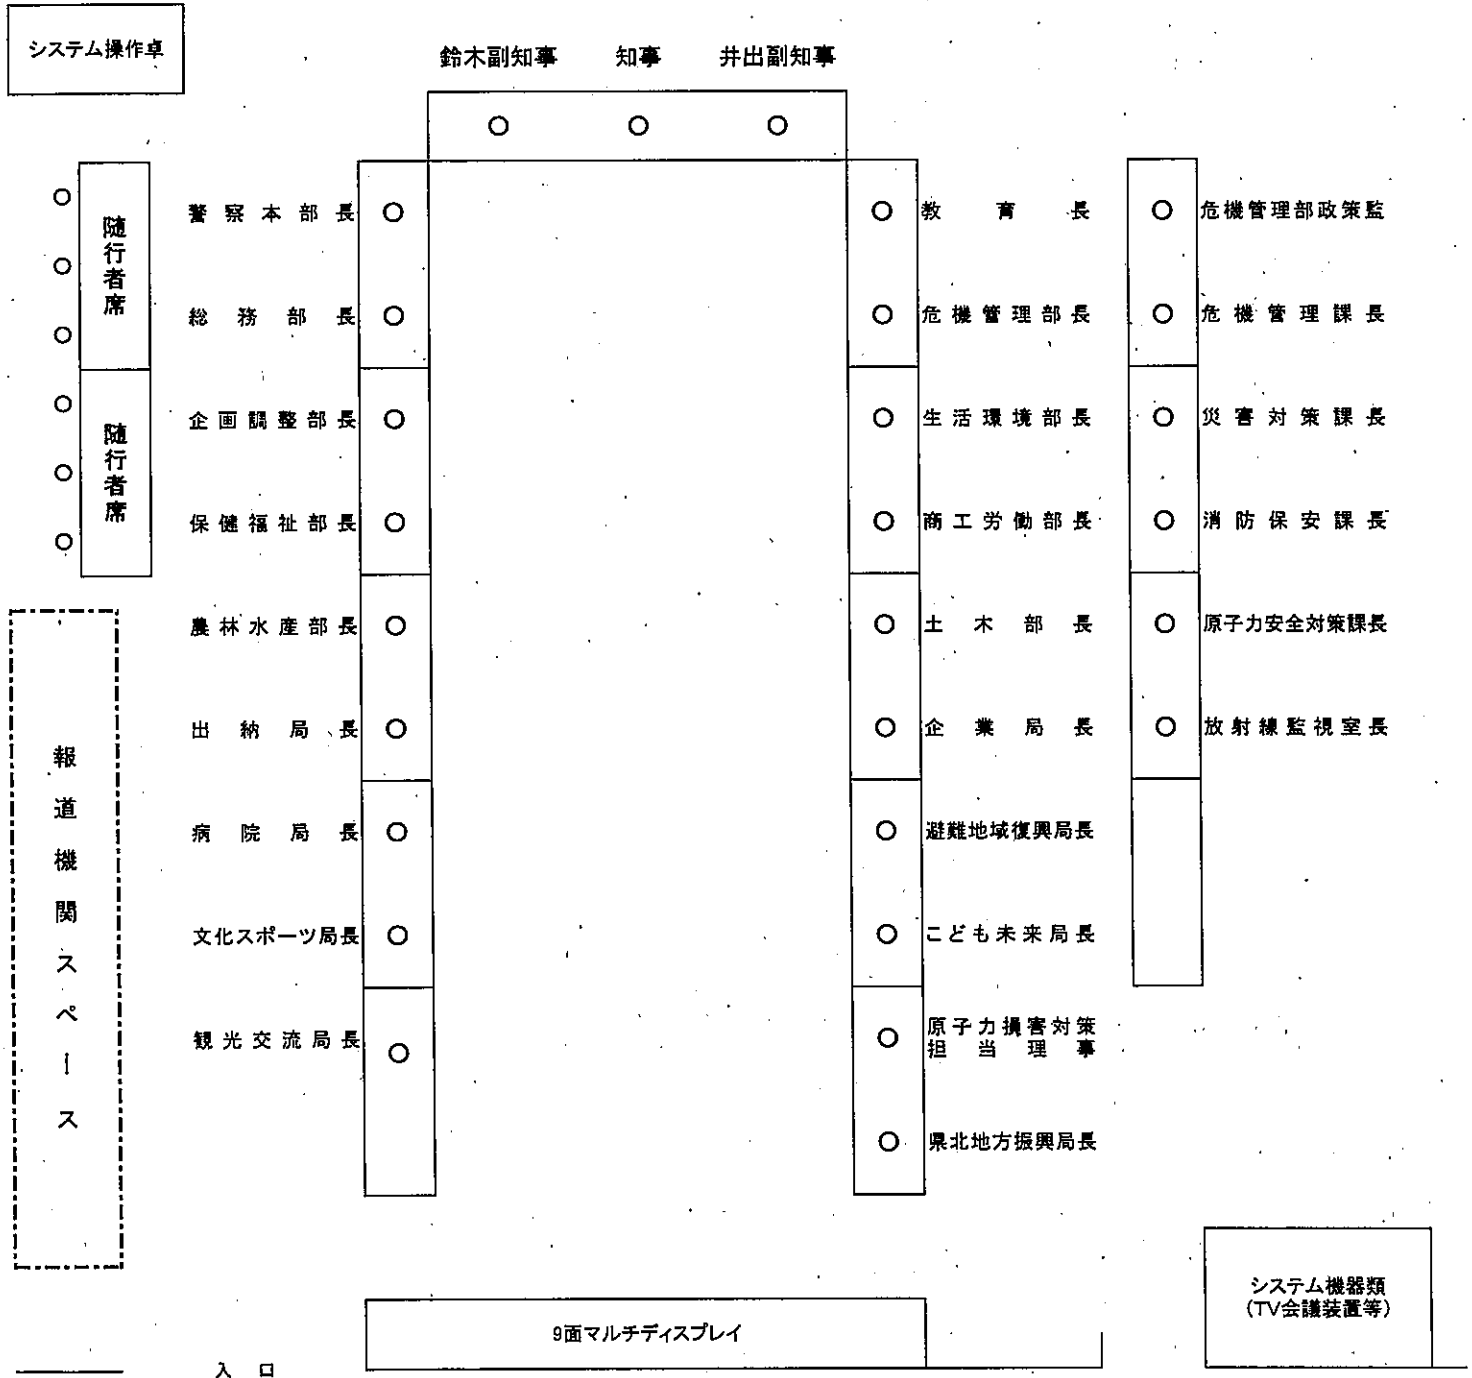 システム操作卓
鈴木副知事 知事 井出副知事
随行者席
随行者席
報道機関スペース
警察本部長
総務部長
企画調整部長
保健福祉部長
農林水産部長
出納局長
病院局長
文化スポーツ局長
観光交流局長
教育長
危機管理部長
生活環境部長
商工労働部長
土木部長
企業局長
避難地域復興局長
こども未来局長
原子力損害対策
担当理事
県北地方振興局長
危機管理部政策監
危機管理課長
災害対策課長
消防保安課長
原子力安全対策課長
放射線監視室長
システム機器類
(TV会議装置等)
9面マルチディスプレイ
入口